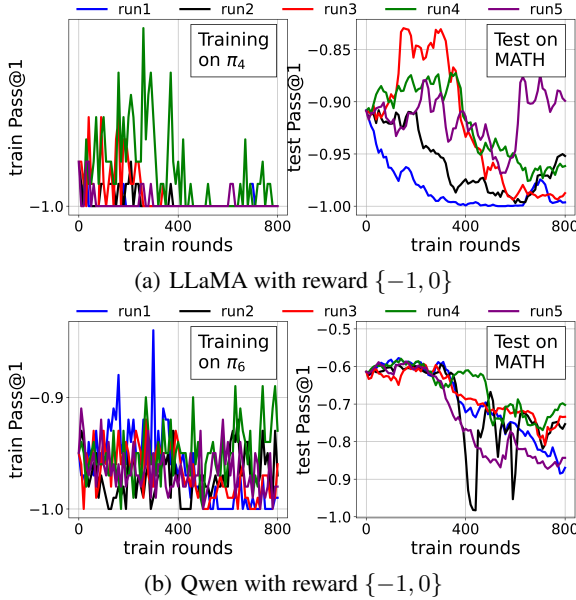 run1 run2 run3 run4 run5
train Pass@1
Training
on π₄
−1.0
0 400 800
train rounds
test Pass@1
Test on
MATH
−0.85
−0.90
−0.95
−1.00
0 400 800
train rounds
(a) LLaMA with reward {−1, 0}
run1 run2 run3 run4 run5
train Pass@1
Training
on π₆
−0.9
−1.0
0 400 800
train rounds
test Pass@1
Test on
MATH
−0.5
−0.6
−0.7
−0.8
−0.9
−1.0
0 400 800
train rounds
(b) Qwen with reward {−1, 0}